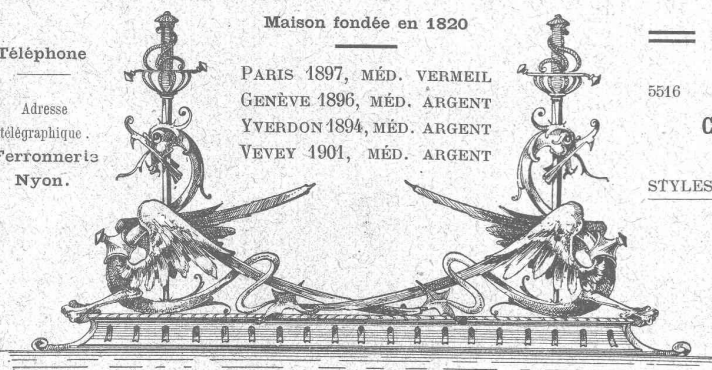 Maison fondée en 1820
Téléphone
PARIS 1897, MÉD. VERMEIL
GENÈVE 1896, MÉD. ARGENT
YVERDON 1894, MÉD. ARGENT
VEVEY 1901, MÉD. ARGENT
Adresse
télégraphique.
Ferronnerie
Nyon.
5516
C
STYLES